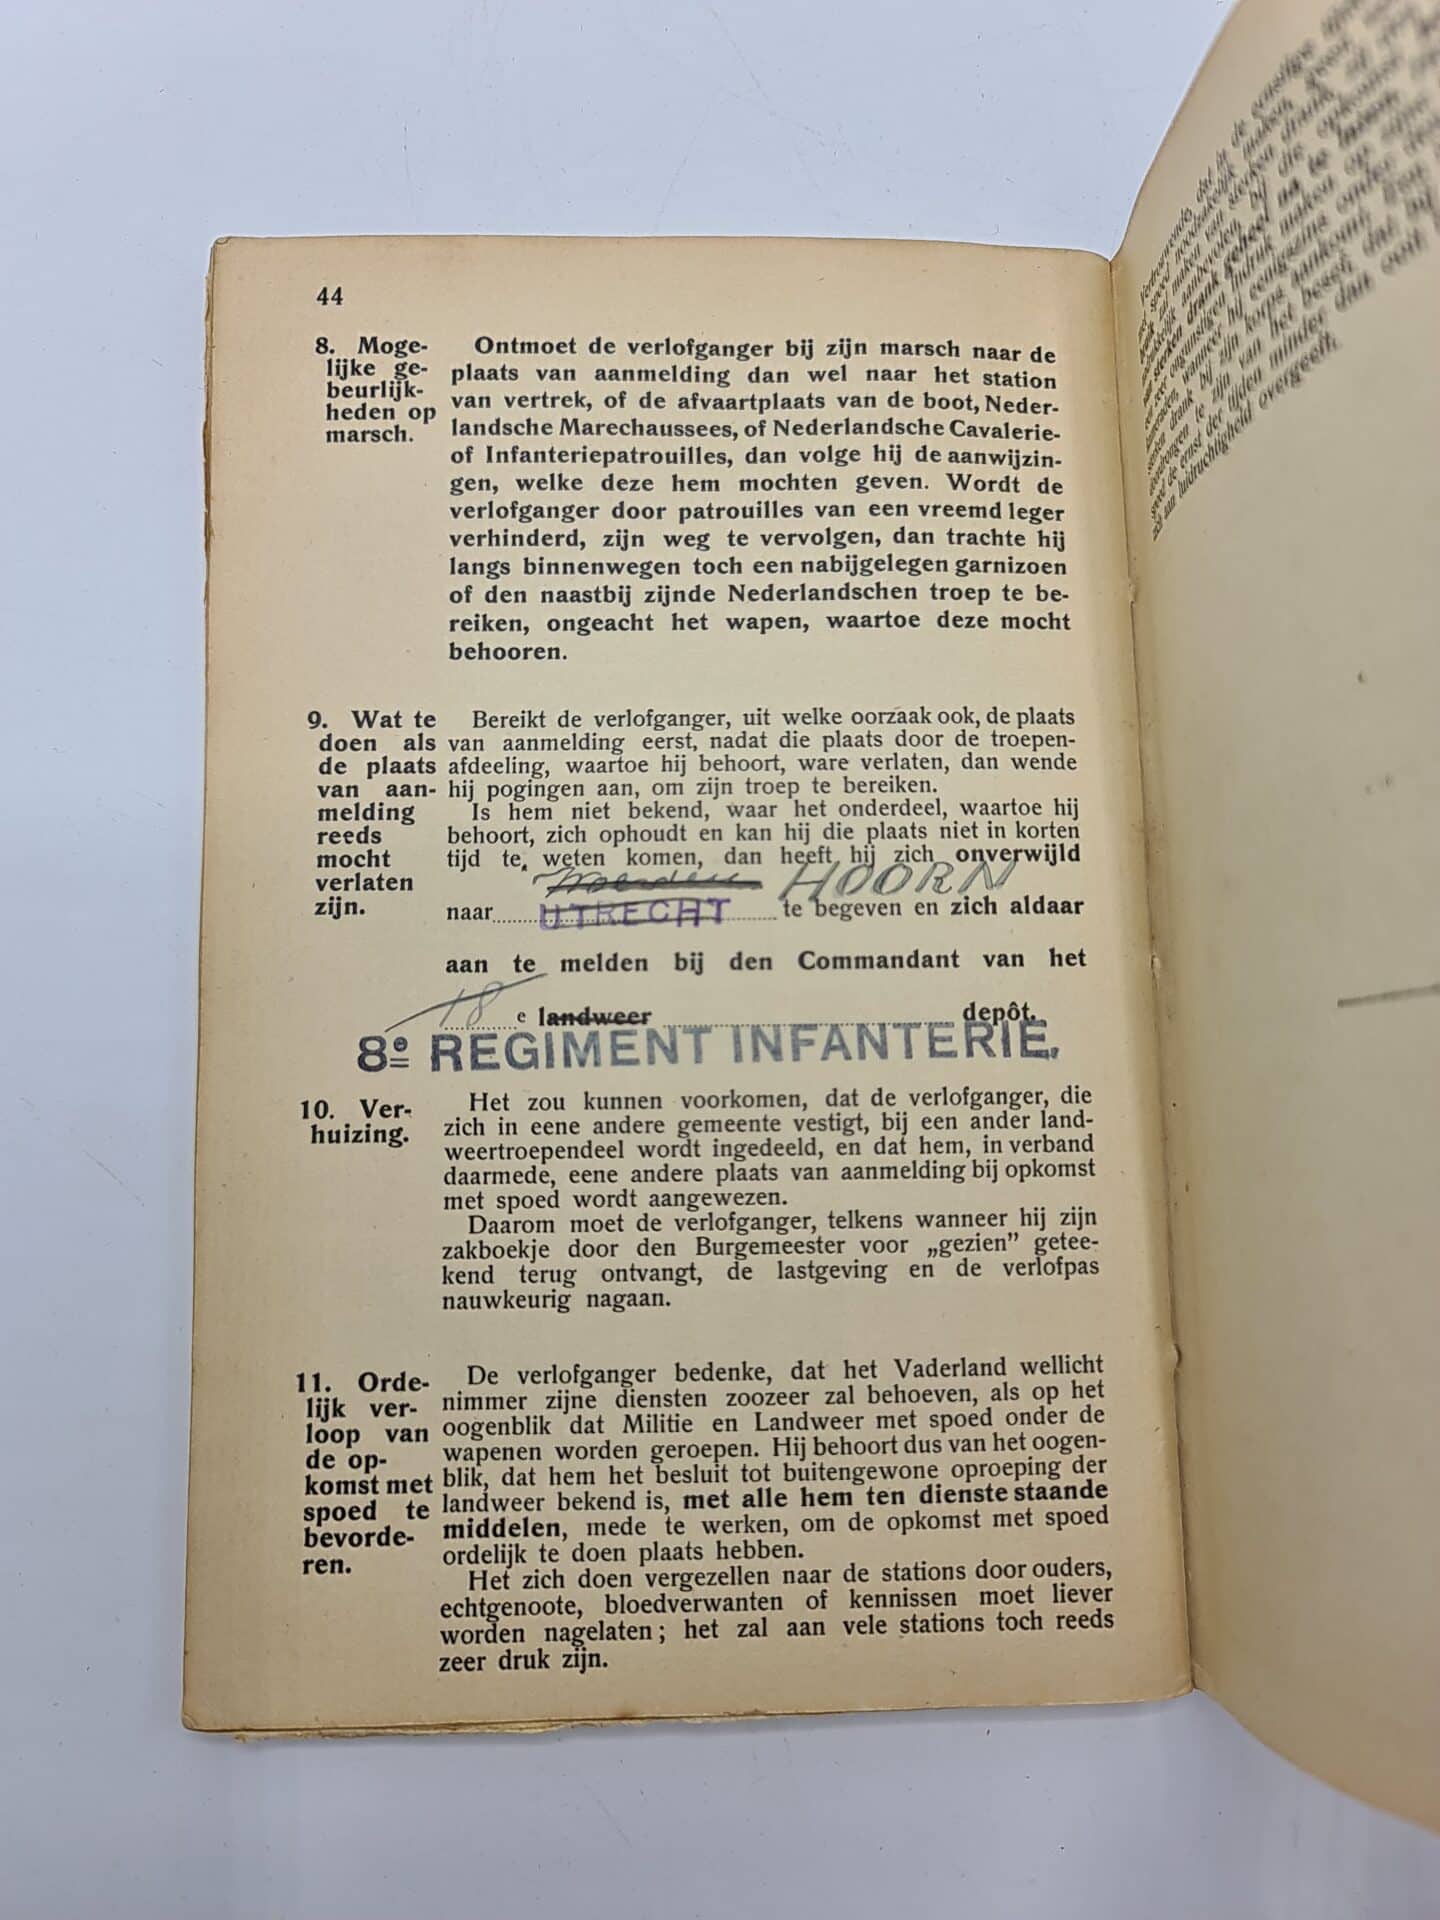 44
8. Moge-
lijke ge-
beurlijk-
heden op
marsch.
Ontmoet de verlofganger bij zijn marsch naar de
plaats van aanmelding dan wel naar het station
van vertrek, of de afvaartplaats van de boot, Neder-
landsche Marechaussees, of Nederlandsche Cavalerie-
of Infanteriepatrouilles, dan volge hij de aanwijzin-
gen, welke deze hem mochten geven. Wordt de
verlofganger door patrouilles van een vreemd leger
verhinderd, zijn weg te vervolgen, dan trachte hij
langs binnenwegen toch een nabijgelegen garnizoen
of den naastbij zijnde Nederlandschen troep te be-
reiken, ongeacht het wapen, waartoe deze mocht
behooren.
9. Wat te
doen als
de plaats
van aan-
melding
reeds
mocht
verlaten
zijn.
Bereikt de verlofganger, uit welke oorzaak ook, de plaats
van aanmelding eerst, nadat die plaats door de troepen-
afdeeling, waartoe hij behoort, ware verlaten, dan wende
hij pogingen aan, om zijn troep te bereiken.
Is hem niet bekend, waar het onderdeel, waartoe hij
behoort, zich ophoudt en kan hij die plaats niet in korten
tijd te weten komen, dan heeft hij zich onverwijld
Woerden HOORN
naar UTRECHT te begeven en zich aldaar
aan te melden bij den Commandant van het
18 e landweer depôt.
8e REGIMENT INFANTERIE.
10. Ver-
huizing.
Het zou kunnen voorkomen, dat de verlofganger, die
zich in eene andere gemeente vestigt, bij een ander land-
weertroependeel wordt ingedeeld, en dat hem, in verband
daarmede, eene andere plaats van aanmelding bij opkomst
met spoed wordt aangewezen.
Daarom moet de verlofganger, telkens wanneer hij zijn
zakboekje door den Burgemeester voor „gezien” getee-
kend terug ontvangt, de lastgeving en de verlofpas
nauwkeurig nagaan.
11. Orde-
lijk ver-
loop van
de op-
komst met
spoed te
bevorde-
ren.
De verlofganger bedenke, dat het Vaderland wellicht
nimmer zijne diensten zoozeer zal behoeven, als op het
oogenblik dat Militie en Landweer met spoed onder de
wapenen worden geroepen. Hij behoort dus van het oogen-
blik, dat hem het besluit tot buitengewone oproeping der
landweer bekend is, met alle hem ten dienste staande
middelen, mede te werken, om de opkomst met spoed
ordelijk te doen plaats hebben.
Het zich doen vergezellen naar de stations door ouders,
echtgenoote, bloedverwanten of kennissen moet liever
worden nagelaten; het zal aan vele stations toch reeds
zeer druk zijn.